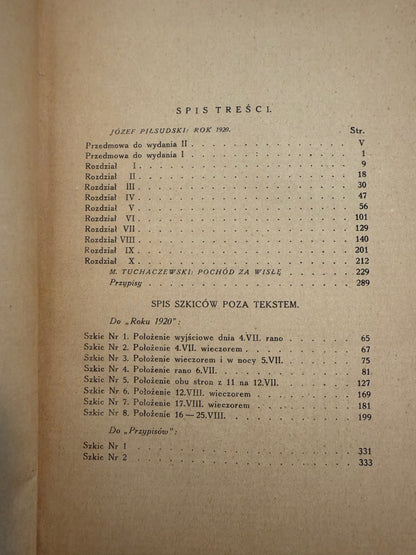 SPIS TREŚCI.
JÓZEF PIŁSUDSKI: ROK 1920. Str.
Przedmowa do wydania II . . . . . . . . . . V
Przedmowa do wydania I . . . . . . . . . . 1
Rozdział I . . . . . . . . . . 9
Rozdział II . . . . . . . . . . 18
Rozdział III . . . . . . . . . . 30
Rozdział IV . . . . . . . . . . 47
Rozdział V . . . . . . . . . . 56
Rozdział VI . . . . . . . . . . 101
Rozdział VII . . . . . . . . . . 129
Rozdział VIII . . . . . . . . . . 140
Rozdział IX . . . . . . . . . . 201
Rozdział X . . . . . . . . . . 212
M. TUCHACZEWSKI: POCHÓD ZA WISŁĘ . . . . . 229
Przypisy . . . . . . . . . . 289
SPIS SZKICÓW POZA TEKSTEM.
Do „Roku 1920":
Szkic Nr 1. Położenie wyjściowe dnia 4.VII. rano . . . . . 65
Szkic Nr 2. Położenie 4.VII. wieczorem . . . . . . . 67
Szkic Nr 3. Położenie wieczorem i w nocy 5.VII. . . . . . 75
Szkic Nr 4. Położenie rano 6.VII. . . . . . . . . 81
Szkic Nr 5. Położenie obu stron z 11 na 12.VII. . . . . . 127
Szkic Nr 6. Położenie 12.VIII. wieczorem . . . . . . 169
Szkic Nr 7. Położenie 17.VIII. wieczorem . . . . . . 181
Szkic Nr 8. Położenie 16—25.VIII. . . . . . . . . 199
Do „Przypisów":
Szkic Nr 1 . . . . . . . . . . 331
Szkic Nr 2 . . . . . . . . . . 333